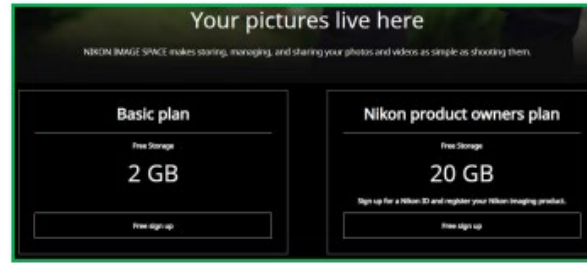 Your pictures live here
NIKON IMAGE SPACE makes storing, managing, and sharing your photos and videos as simple as shooting them.
Basic plan
Free Storage
2 GB
Free sign up
Nikon product owners plan
Free Storage
20 GB
Sign up for a Nikon ID and register your Nikon imaging product.
Free sign up